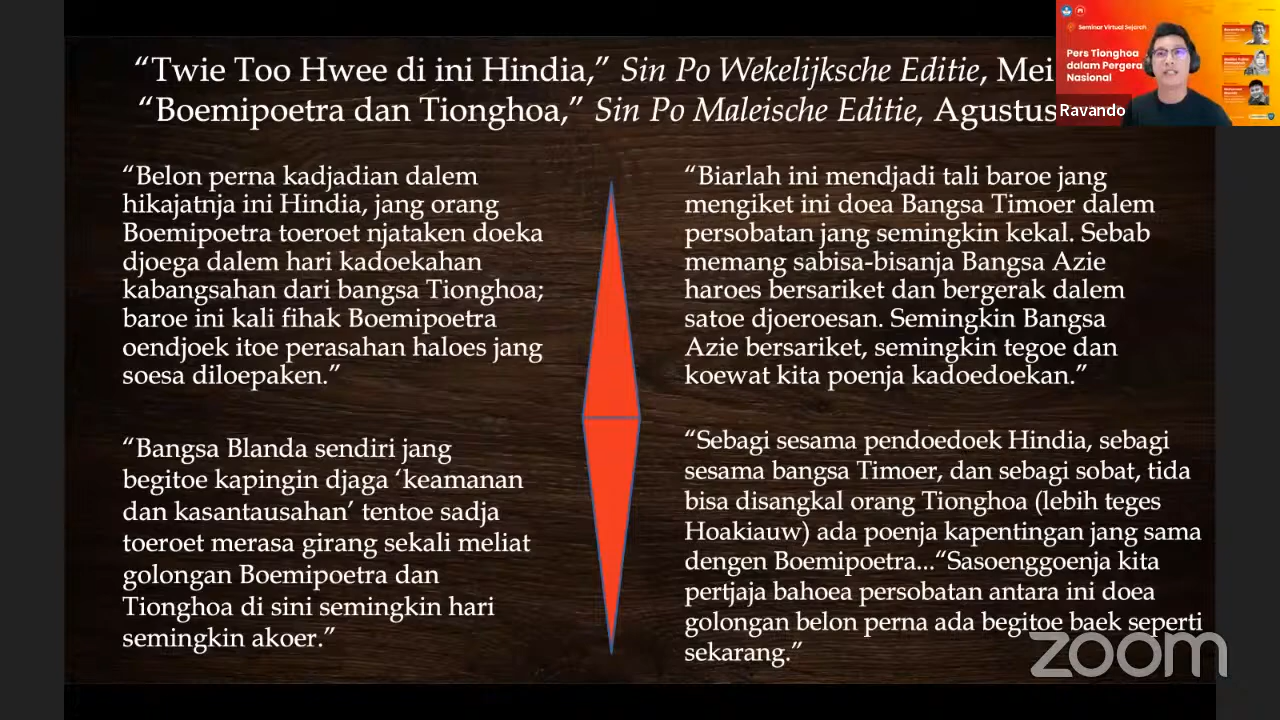 “Twie Too Hwee di ini Hindia,” Sin Po Wekelijksche Editie, Mei
“Boemipoetra dan Tionghoa,” Sin Po Maleische Editie, Agustus
“Belon perna kadjadian dalem
hikajatnja ini Hindia, jang orang
Boemipoetra toeroet njataken doeka
djoega dalem hari kadoekahan
kabangsahan dari bangsa Tionghoa;
baroe ini kali fihak Boemipoetra
oendjoek itoe perasahan haloes jang
soesa diloepaken.”
“Bangsa Blanda sendiri jang
begitoe kapingin djaga ‘keamanan
dan kasantausahan’ tentoe sadja
toeroet merasa girang sekali meliat
golongan Boemipoetra dan
Tionghoa di sini semingkin hari
semingkin akoer.”
“Biarlah ini mendjadi tali baroe jang
mengiket ini doea Bangsa Timoer dalem
persobatan jang semingkin kekal. Sebab
memang sabisa-bisanja Bangsa Azie
haroes bersariket dan bergerak dalem
satoe djoeroesan. Semingkin Bangsa
Azie bersariket, semingkin tegoe dan
koewat kita poenja kadoedoekan.”
“Sebagi sesama pendoedoek Hindia, sebagi
sesama bangsa Timoer, dan sebagi sobat, tida
bisa disangkal orang Tionghoa (lebih teges
Hoakiauw) ada poenja kapentingan jang sama
dengen Boemipoetra...“Sasoenggoenja kita
pertjaja bahoea persobatan antara ini doea
golongan belon perna ada begitoe baek seperti
sekarang.”
Seminar Virtual Sejarah
Pers Tionghoa
dalam Pergera
Nasional
Ravando
zoom